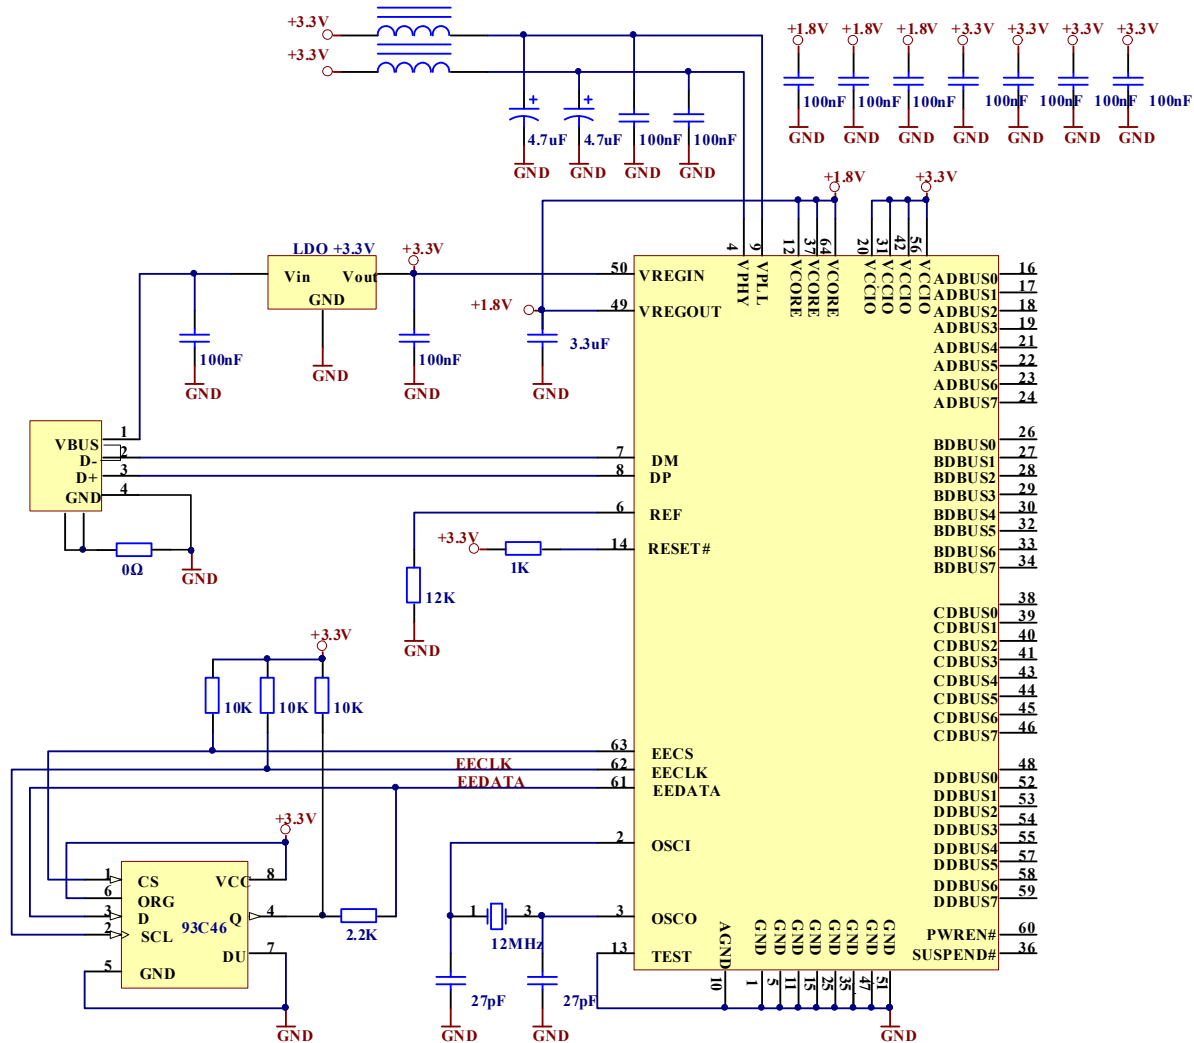 +3.3V
+3.3V
+ +
4.7uF 4.7uF 100nF 100nF
GND GND GND GND
+1.8V +1.8V +1.8V +3.3V +3.3V +3.3V +3.3V
100nF 100nF 100nF 100nF 100nF 100nF 100nF
GND GND GND GND GND GND GND
+1.8V +3.3V
4 9 12 37 64 20 31 42 56
VPHY VPLL VCORE VCORE VCORE VCCIO VCCIO VCCIO VCCIO
LDO +3.3V
Vin Vout
GND
+3.3V
GND
100nF
GND
100nF
GND
+1.8V
3.3uF
GND
50 VREGIN
49 VREGOUT
VBUS 1
D- 2
D+ 3
GND 4
0Ω
GND
7 DM
8 DP
6 REF
14 RESET#
+3.3V
1K
12K
GND
+3.3V
10K 10K 10K
63 EECS
EECLK 62 EECLK
EEDATA 61 EEDATA
2 OSCI
3 OSCO
13 TEST
+3.3V
1 CS
6 ORG
3 D
2 SCL
5 GND
93C46
VCC 8
Q 4
DU 7
2.2K
GND
1 3
12MHz
27pF 27pF
GND GND
AGND GND GND GND GND GND GND GND GND
10 1 5 11 15 25 35 47 51
GND
ADBUS0 16
ADBUS1 17
ADBUS2 18
ADBUS3 19
ADBUS4 21
ADBUS5 22
ADBUS6 23
ADBUS7 24
BDBUS0 26
BDBUS1 27
BDBUS2 28
BDBUS3 29
BDBUS4 30
BDBUS5 32
BDBUS6 33
BDBUS7 34
CDBUS0 38
CDBUS1 39
CDBUS2 40
CDBUS3 41
CDBUS4 43
CDBUS5 44
CDBUS6 45
CDBUS7 46
DDBUS0 48
DDBUS1 52
DDBUS2 53
DDBUS3 54
DDBUS4 55
DDBUS5 57
DDBUS6 58
DDBUS7 59
PWREN# 60
SUSPEND# 36